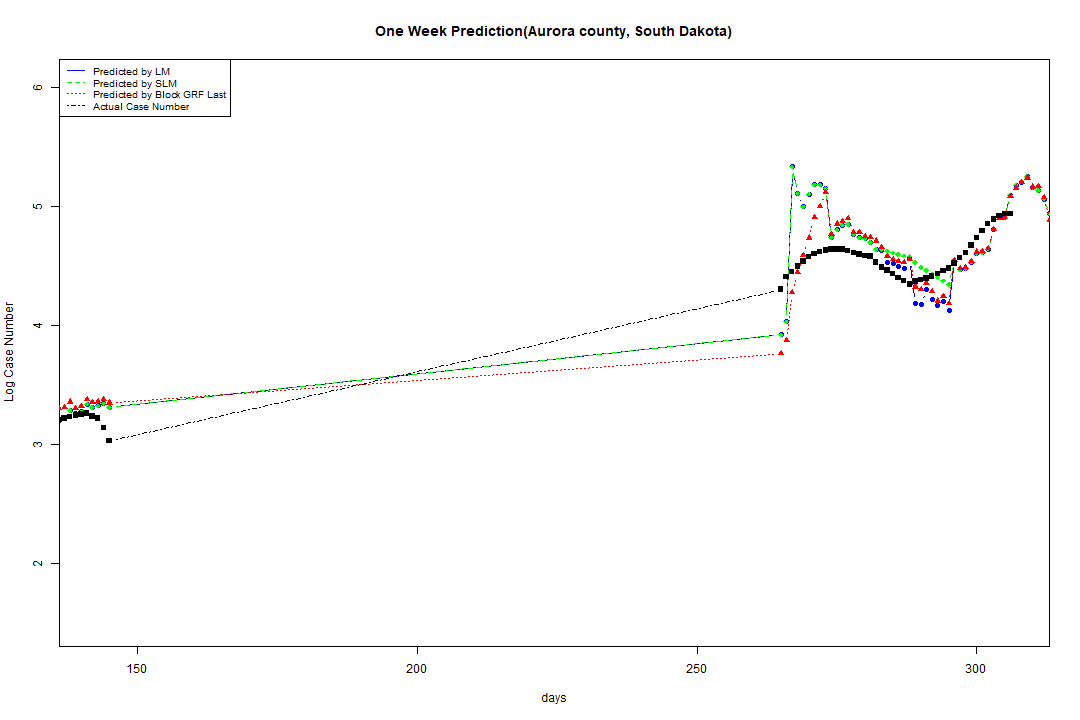 One Week Prediction(Aurora county, South Dakota)
Predicted by LM
Predicted by SLM
Predicted by Block GRF Last
Actual Case Number
Log Case Number
6
5
4
3
2
150 200 250 300
days